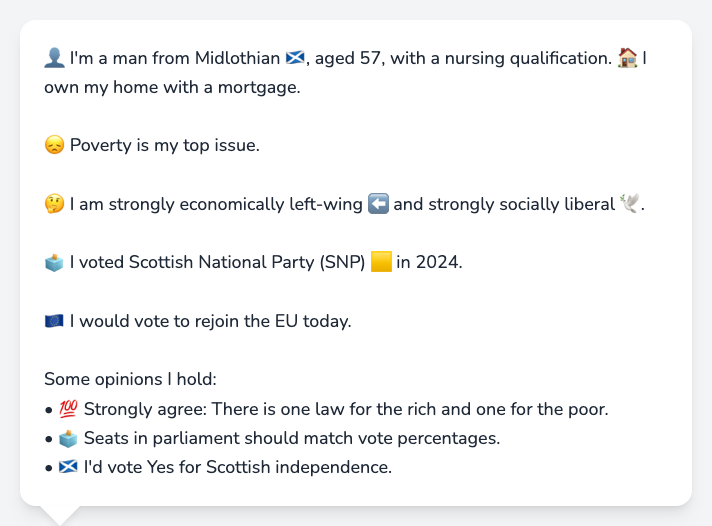 👤 I'm a man from Midlothian 🏴󠁧󠁢󠁳󠁣󠁴󠁿, aged 57, with a nursing qualification. 🏠 I
own my home with a mortgage.
😞 Poverty is my top issue.
🤔 I am strongly economically left-wing ⬅️ and strongly socially liberal 🕊️.
🗳️ I voted Scottish National Party (SNP) 🟨 in 2024.
🇪🇺 I would vote to rejoin the EU today.
Some opinions I hold:
• 💯 Strongly agree: There is one law for the rich and one for the poor.
• 🗳️ Seats in parliament should match vote percentages.
• 🏴󠁧󠁢󠁳󠁣󠁴󠁿 I'd vote Yes for Scottish independence.